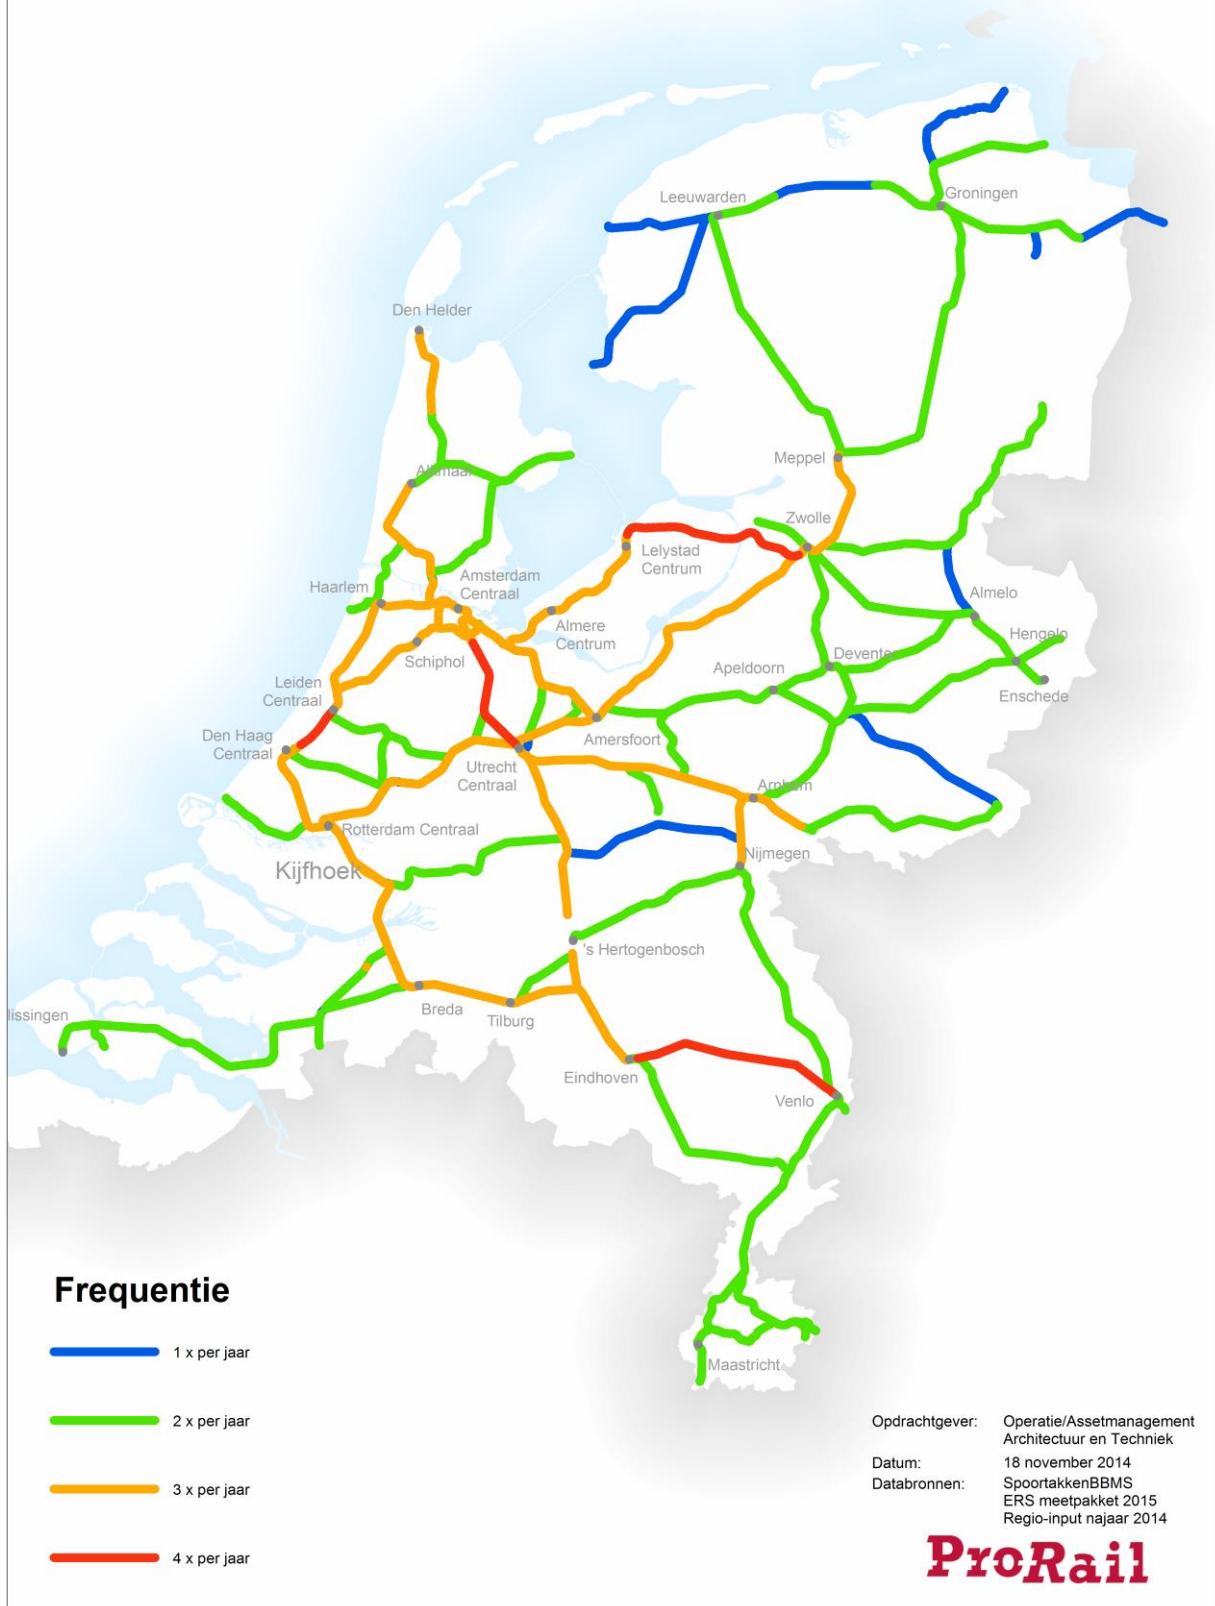 Leeuwarden
Groningen
Den Helder
Alkmaar
Meppel
Zwolle
Lelystad
Centrum
Haarlem
Amsterdam
Centraal
Almelo
Almere
Centrum
Hengelo
Schiphol
Apeldoorn
Deventer
Enschede
Leiden
Centraal
Den Haag
Centraal
Amersfoort
Utrecht
Centraal
Arnhem
Rotterdam Centraal
Nijmegen
Kijfhoek
's Hertogenbosch
lissingen
Breda
Tilburg
Eindhoven
Venlo
Maastricht
Frequentie
1 x per jaar
2 x per jaar
3 x per jaar
4 x per jaar
Opdrachtgever: Operatie/Assetmanagement
Architectuur en Techniek
Datum: 18 november 2014
Databronnen: SpoortakkenBBMS
ERS meetpakket 2015
Regio-input najaar 2014
ProRail